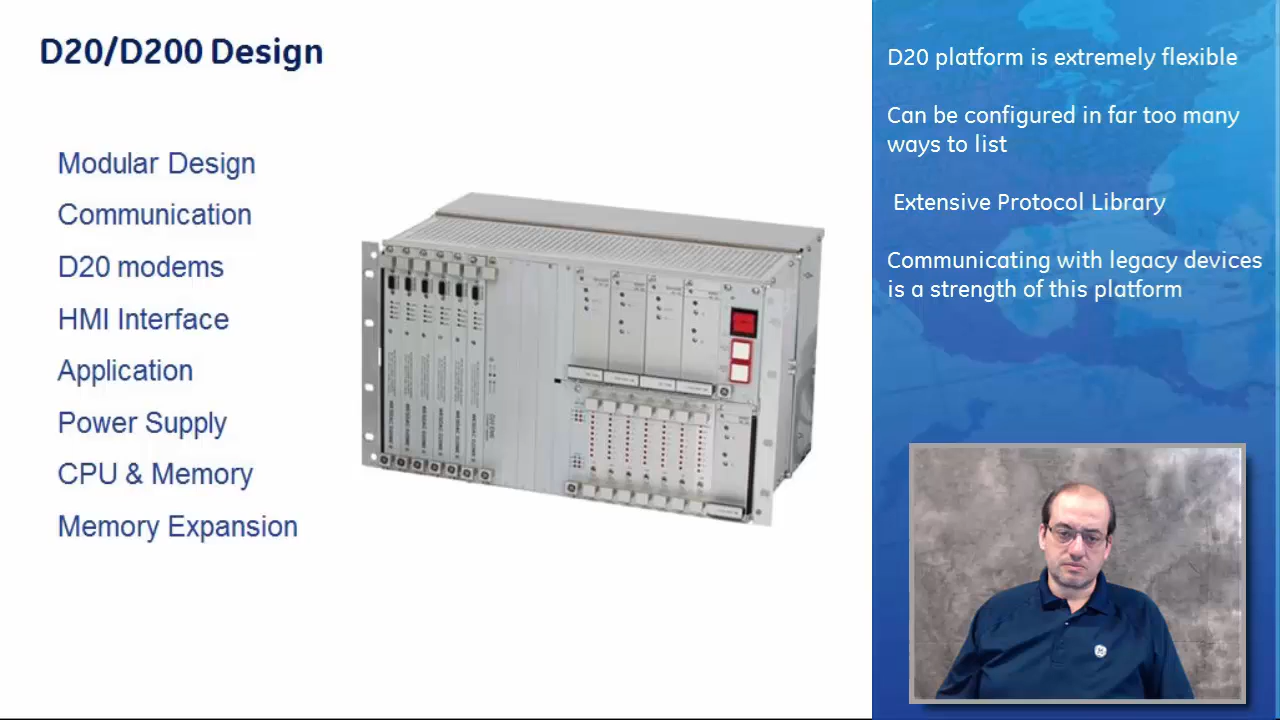 D20/D200 Design
Modular Design
Communication
D20 modems
HMI Interface
Application
Power Supply
CPU & Memory
Memory Expansion
D20 platform is extremely flexible
Can be configured in far too many
ways to list
Extensive Protocol Library
Communicating with legacy devices
is a strength of this platform